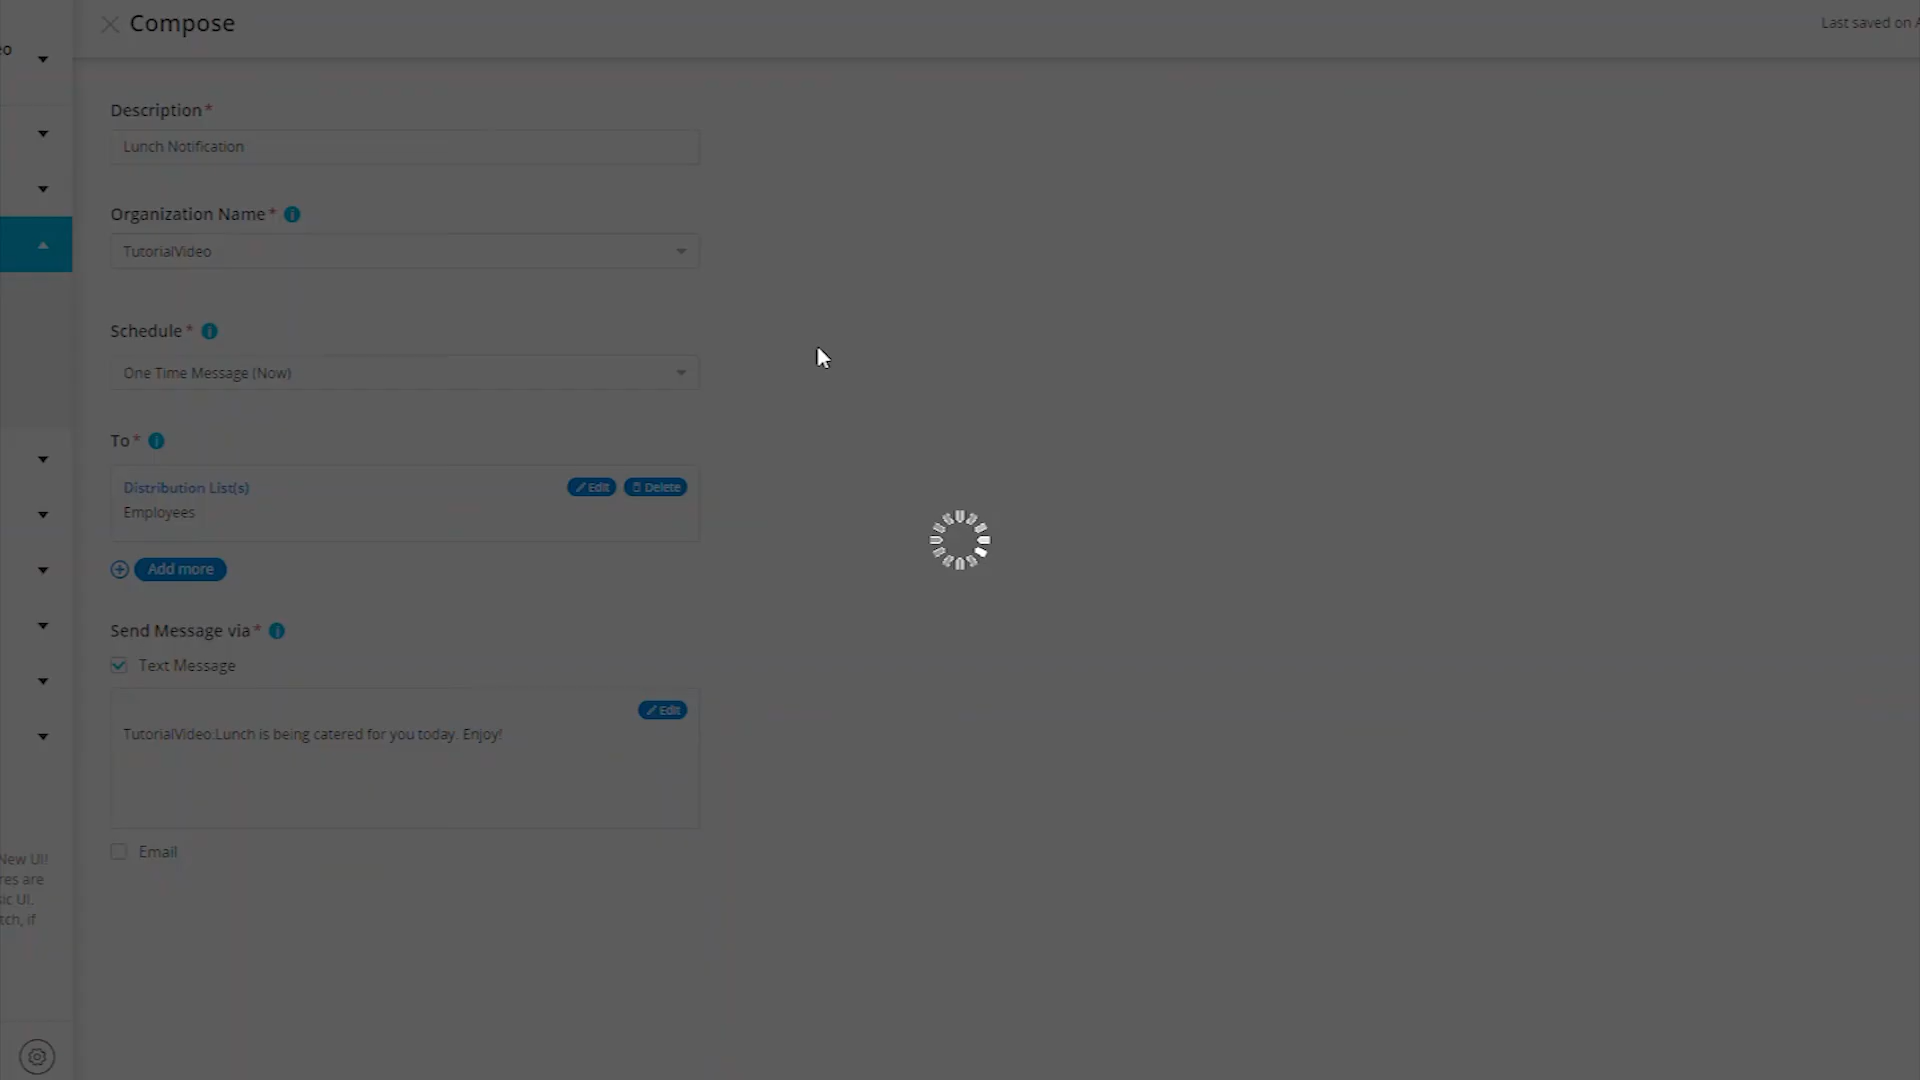 Compose
Last saved on A
eo
Description*
Lunch Notification
Organization Name*
TutorialVideo
Schedule*
One Time Message (Now)
To*
Distribution List(s)
Edit
Delete
Employees
Add more
Send Message via*
Text Message
Edit
TutorialVideo:Lunch is being catered for you today. Enjoy!
Email
New UI!
res are
sic UI.
tch, if